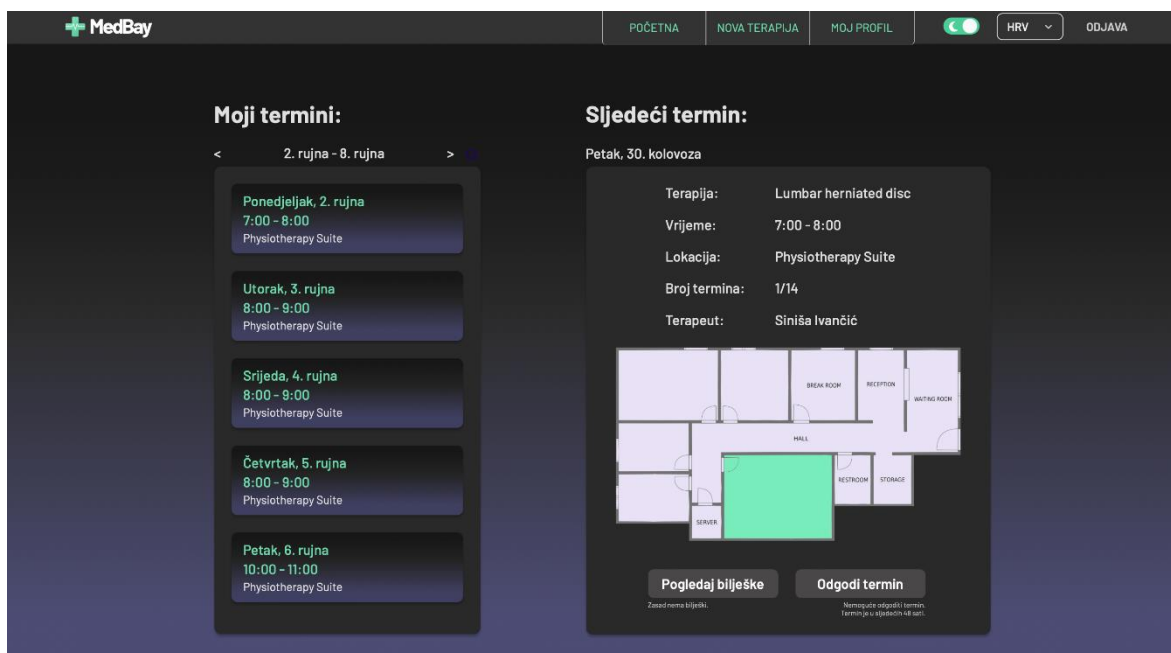 MedBay
POČETNA
NOVA TERAPIJA
MOJ PROFIL
HRV
ODJAVA
Moji termini:
< 2. rujna - 8. rujna >
Ponedjeljak, 2. rujna
7:00 - 8:00
Physiotherapy Suite
Utorak, 3. rujna
8:00 - 9:00
Physiotherapy Suite
Srijeda, 4. rujna
8:00 - 9:00
Physiotherapy Suite
Četvrtak, 5. rujna
8:00 - 9:00
Physiotherapy Suite
Petak, 6. rujna
10:00 - 11:00
Physiotherapy Suite
Sljedeći termin:
Petak, 30. kolovoza
Terapija: Lumbar herniated disc
Vrijeme: 7:00 - 8:00
Lokacija: Physiotherapy Suite
Broj termina: 1/14
Terapeut: Siniša Ivančić
BREAK ROOM
RECEPTION
WAITING ROOM
HALL
RESTROOM
STORAGE
SERVER
Pogledaj bilješke
Zasad nema bilješki.
Odgodi termin
Nemoguće odgoditi termin.
Termin je u sljedećih 48 sati.